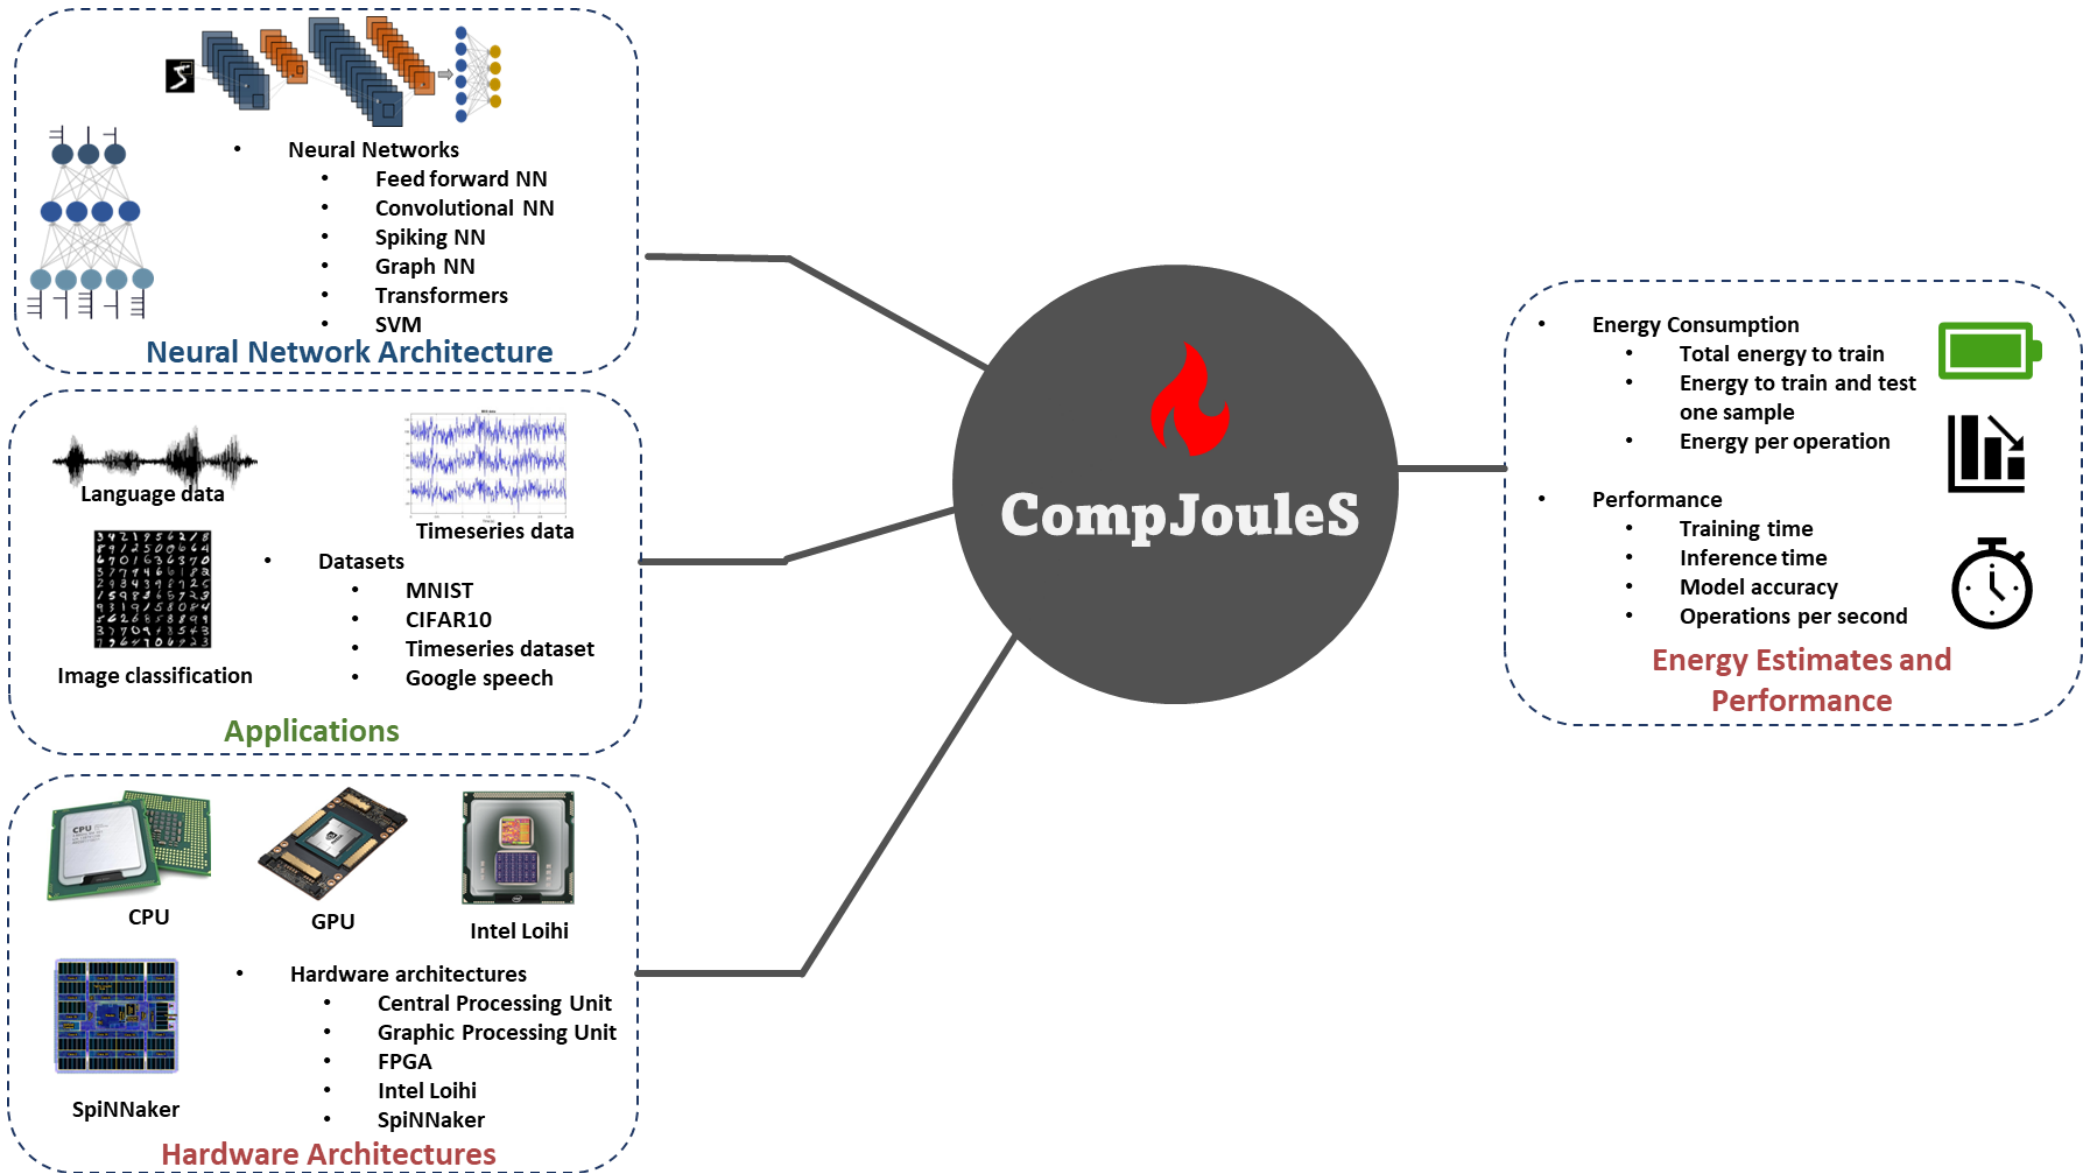 Neural Networks
Feed forward NN
Convolutional NN
Spiking NN
Graph NN
Transformers
SVM
Neural Network Architecture
Language data
Timeseries data
Image classification
Datasets
MNIST
CIFAR10
Timeseries dataset
Google speech
Applications
CPU
CPU
GPU
Intel Loihi
SpiNNaker
Hardware architectures
Central Processing Unit
Graphic Processing Unit
FPGA
Intel Loihi
SpiNNaker
Hardware Architectures
CompJouleS
Energy Consumption
Total energy to train
Energy to train and test
one sample
Energy per operation
Performance
Training time
Inference time
Model accuracy
Operations per second
Energy Estimates and
Performance